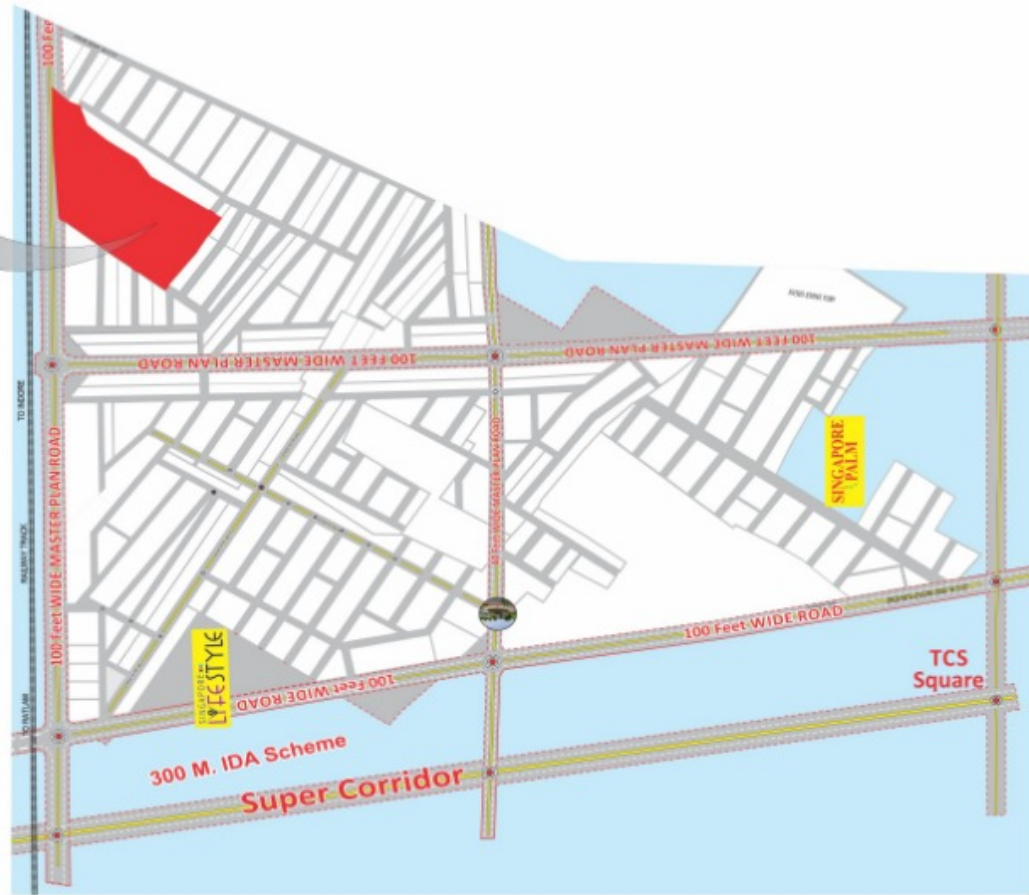 100 Fee
100 FEET WIDE MASTER PLAN ROAD
100 FEET WIDE MASTER PLAN ROAD
TO INDORE
RAILWAY TRACK
TO RATLAM
100 Feet WIDE MASTER PLAN ROAD
SINGAPORE
PALM
SINGAPORE
LIFESTYLE
100 Feet WIDE ROAD
100 Feet WIDE ROAD
TCS
Square
300 M. IDA Scheme
Super Corridor